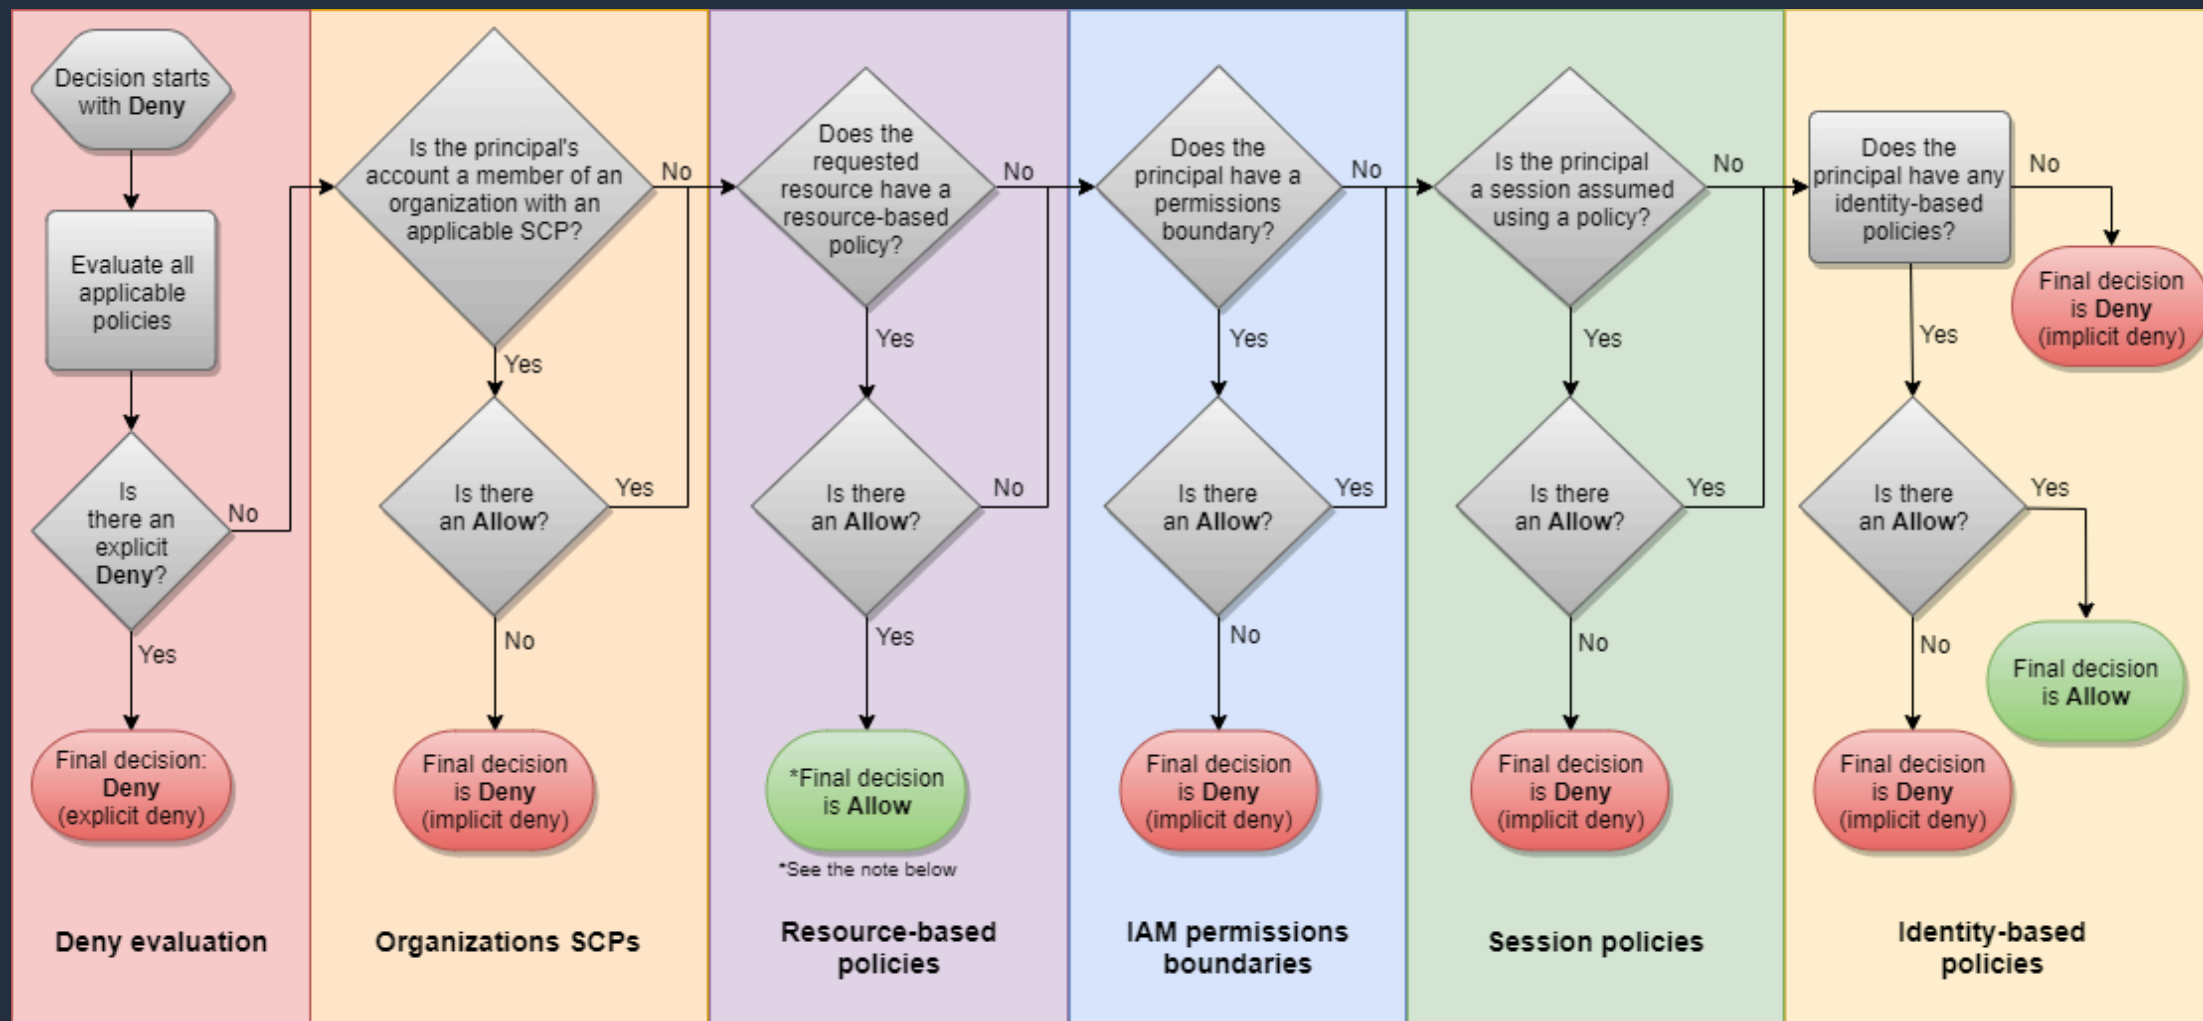 Decision starts
with Deny
Evaluate all
applicable
policies
Is
there an
explicit
Deny?
No
Yes
Final decision:
Deny
(explicit deny)
Deny evaluation
Is the principal's
account a member of an
organization with an
applicable SCP?
No
Yes
Is there
an Allow?
Yes
No
Final decision
is Deny
(implicit deny)
Organizations SCPs
Does the
requested
resource have a
resource-based
policy?
No
Yes
Is there
an Allow?
No
Yes
*Final decision
is Allow
*See the note below
Resource-based
policies
Does the
principal have a
permissions
boundary?
No
Yes
Is there
an Allow?
Yes
No
Final decision
is Deny
(implicit deny)
IAM permissions
boundaries
Is the principal
a session assumed
using a policy?
No
Yes
Is there
an Allow?
Yes
No
Final decision
is Deny
(implicit deny)
Session policies
Does the
principal have any
identity-based
policies?
No
Final decision
is Deny
(implicit deny)
Yes
Is there
an Allow?
Yes
Final decision
is Allow
No
Final decision
is Deny
(implicit deny)
Identity-based
policies